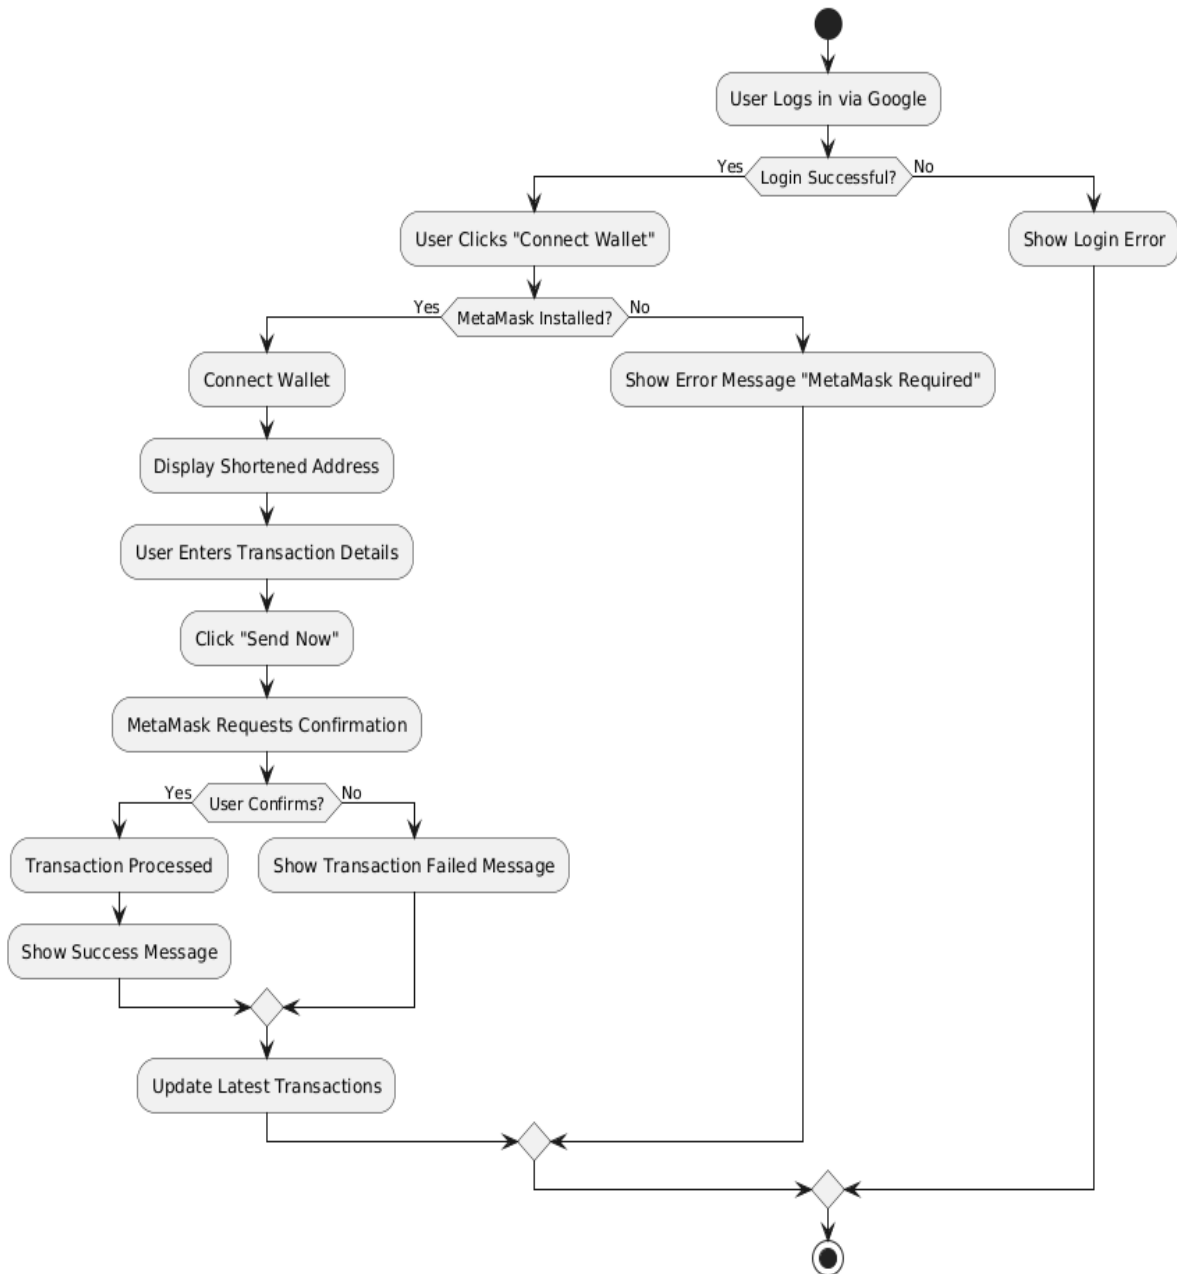 User Logs in via Google
Yes
Login Successful?
No
User Clicks "Connect Wallet"
Show Login Error
Yes
MetaMask Installed?
No
Connect Wallet
Show Error Message "MetaMask Required"
Display Shortened Address
User Enters Transaction Details
Click "Send Now"
MetaMask Requests Confirmation
Yes
User Confirms?
No
Transaction Processed
Show Transaction Failed Message
Show Success Message
Update Latest Transactions